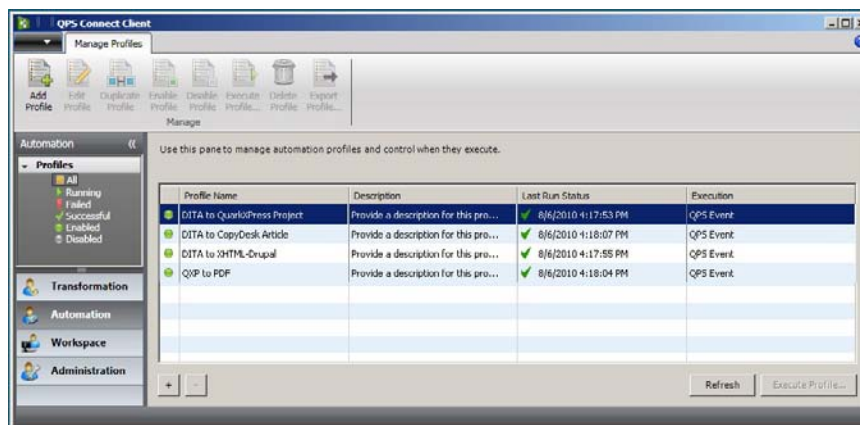 QPS Connect Client
Manage Profiles
Add Profile
Edit Profile
Duplicate Profile
Enable Profile
Disable Profile
Execute Profile...
Delete Profile
Export Profile...
Manage
Automation
Profiles
All
Running
Failed
Successful
Enabled
Disabled
Transformation
Automation
Workspace
Administration
Use this pane to manage automation profiles and control when they execute.
Profile Name Description Last Run Status Execution
DITA to QuarkXPress Project Provide a description for this pro... 8/6/2010 4:17:53 PM QPS Event
DITA to CopyDesk Article Provide a description for this pro... 8/6/2010 4:18:07 PM QPS Event
DITA to XHTML-Drupal Provide a description for this pro... 8/6/2010 4:17:55 PM QPS Event
QXP to PDF Provide a description for this pro... 8/6/2010 4:18:04 PM QPS Event
Refresh
Execute Profile...